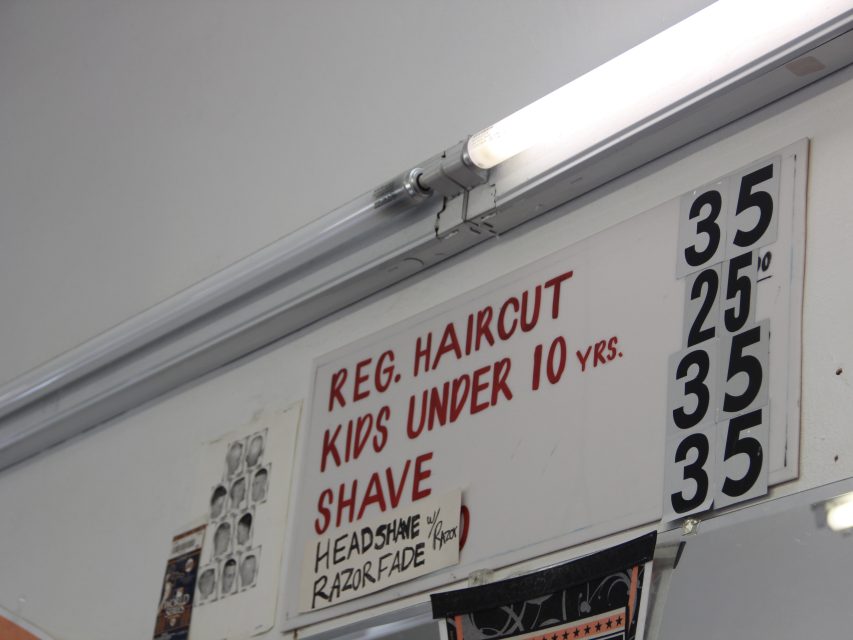 REG. HAIRCUT 35
KIDS UNDER 10 YRS. 25
SHAVE 35
HEADSHAVE W/RAZOR 35
RAZOR FADE